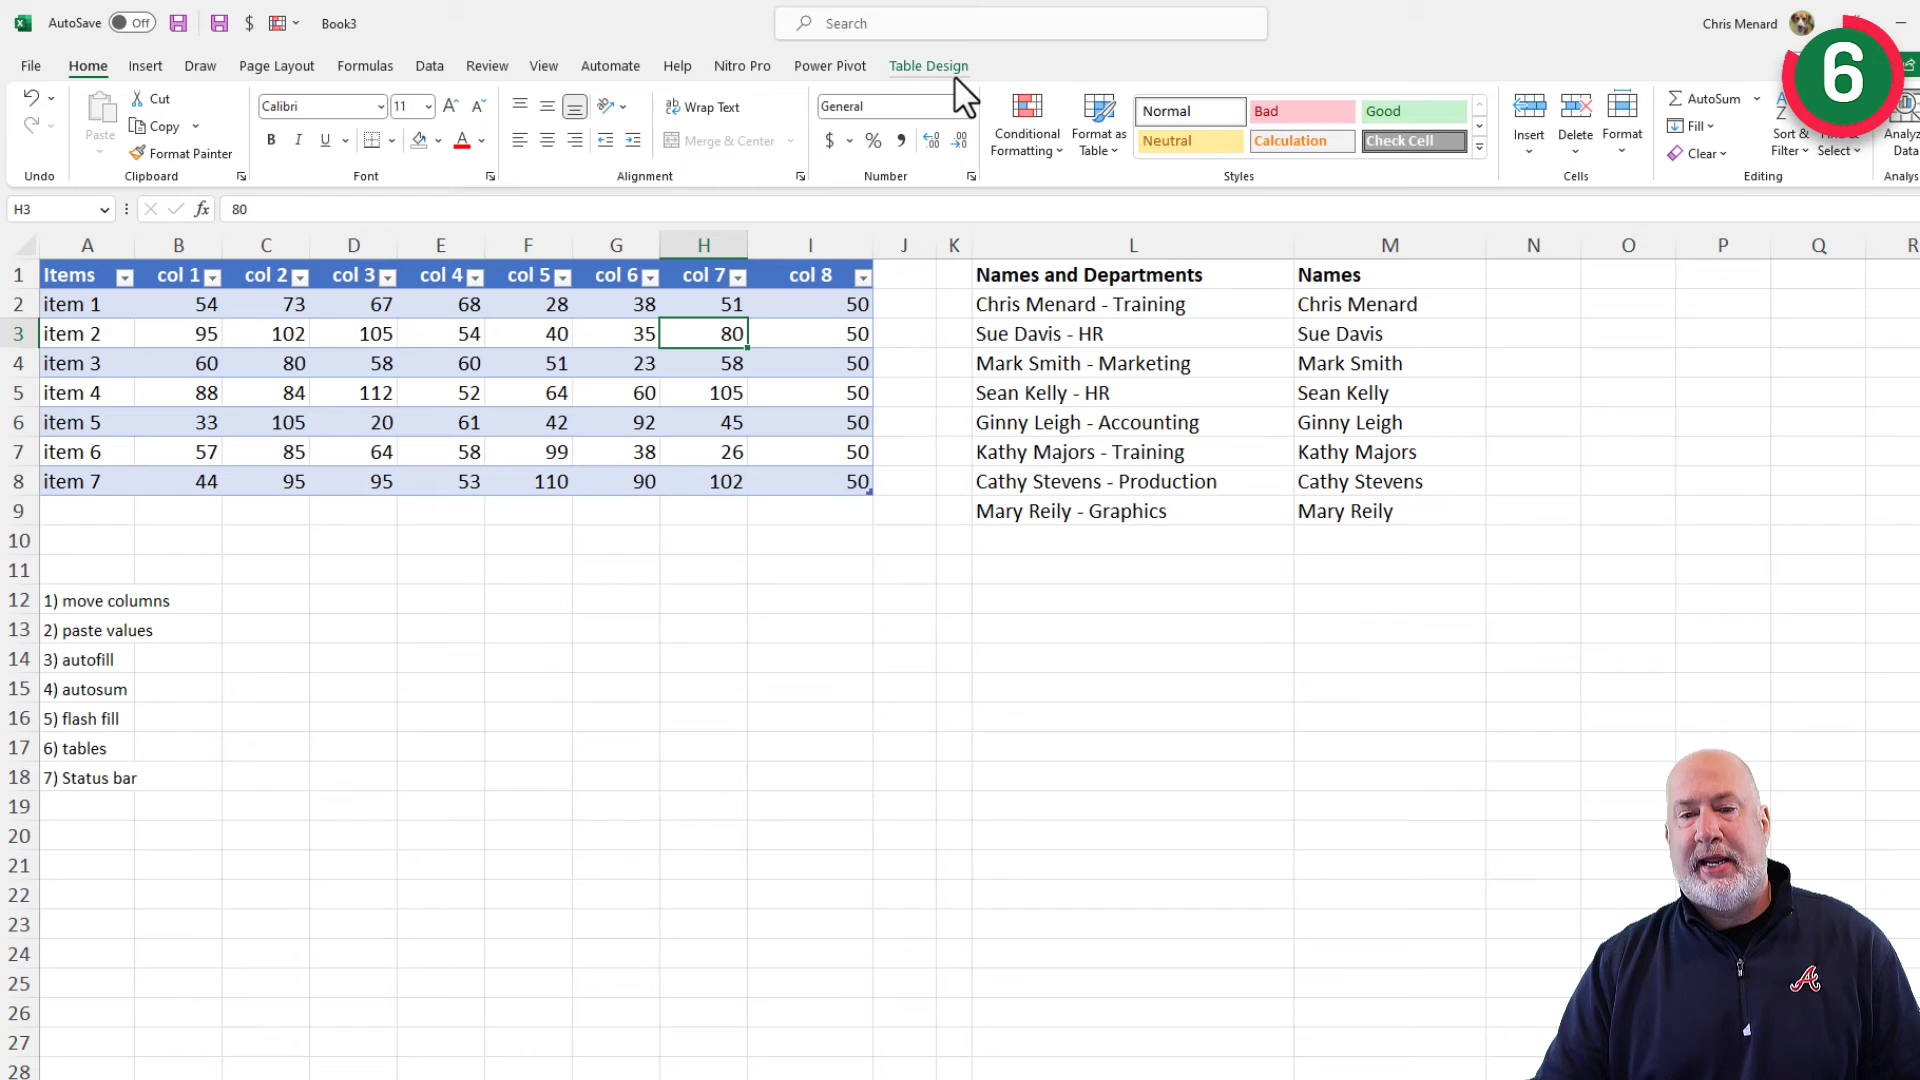 AutoSave Off $ Book3 Search Chris Menard 6
File Home Insert Draw Page Layout Formulas Data Review View Automate Help Nitro Pro Power Pivot Table Design
Cut Calibri 11 A A Wrap Text General Normal Bad Good AutoSum
Paste Copy Conditional Formatting Format as Table Insert Delete Format Fill Sort & Filter Select Analyz Data
Format Painter B I U A Merge & Center $ % Neutral Calculation Check Cell Clear
Undo Clipboard Font Alignment Number Styles Cells Editing Analys
H3 fx 80
A B C D E F G H I J K L M N O P Q R
1 Items col 1 col 2 col 3 col 4 col 5 col 6 col 7 col 8 Names and Departments Names
2 item 1 54 73 67 68 28 38 51 50 Chris Menard - Training Chris Menard
3 item 2 95 102 105 54 40 35 80 50 Sue Davis - HR Sue Davis
4 item 3 60 80 58 60 51 23 58 50 Mark Smith - Marketing Mark Smith
5 item 4 88 84 112 52 64 60 105 50 Sean Kelly - HR Sean Kelly
6 item 5 33 105 20 61 42 92 45 50 Ginny Leigh - Accounting Ginny Leigh
7 item 6 57 85 64 58 99 38 26 50 Kathy Majors - Training Kathy Majors
8 item 7 44 95 95 53 110 90 102 50 Cathy Stevens - Production Cathy Stevens
9 Mary Reily - Graphics Mary Reily
10
11
12 1) move columns
13 2) paste values
14 3) autofill
15 4) autosum
16 5) flash fill
17 6) tables
18 7) Status bar
19
20
21
22
23
24
25
26
27
28
A